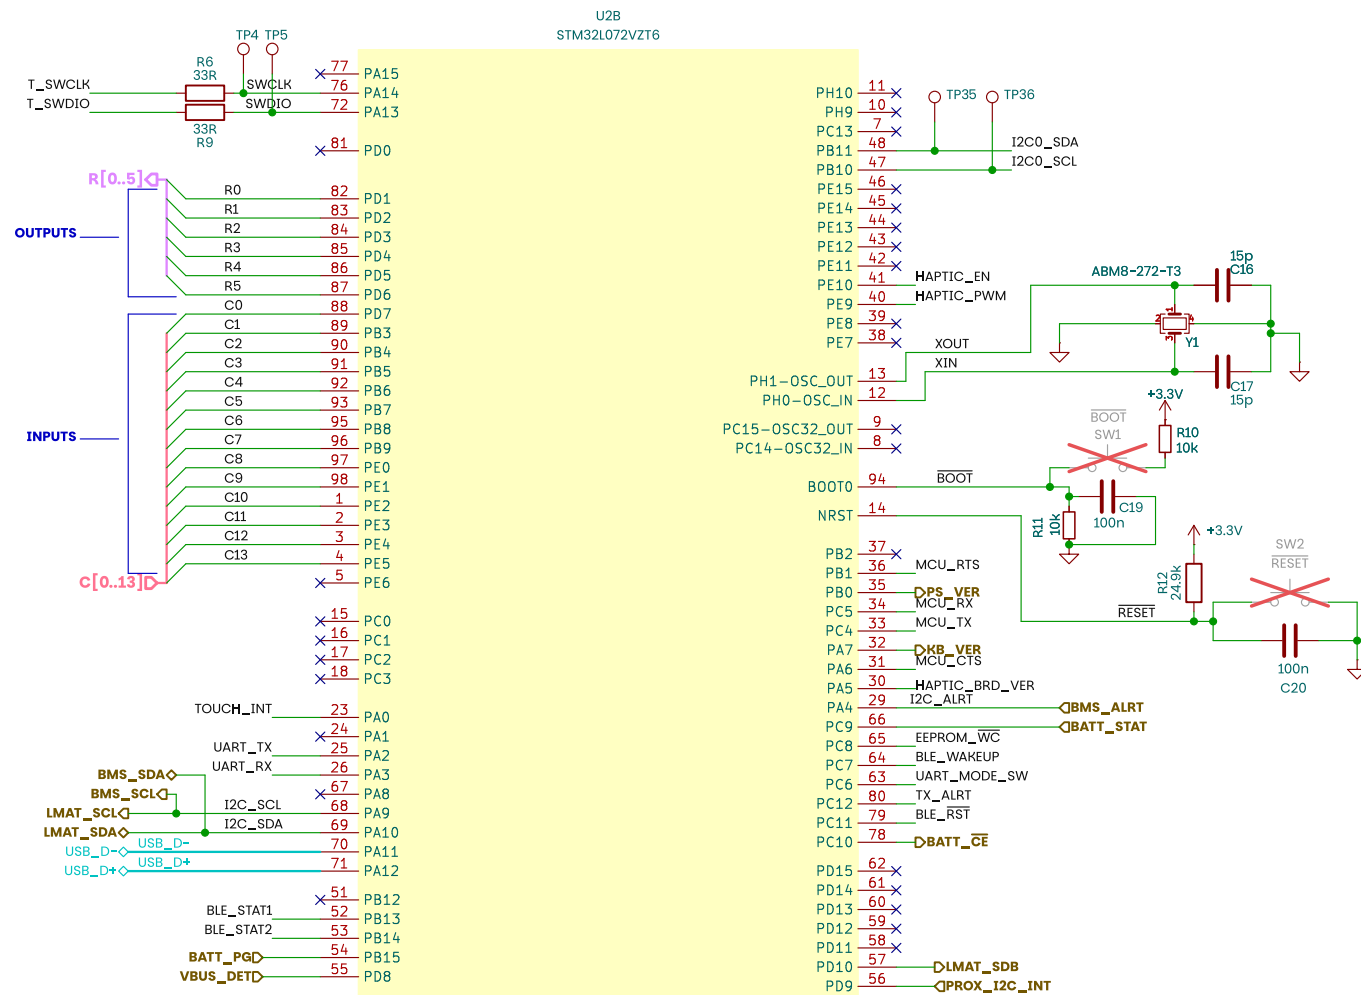 U2B
STM32L072VZT6
TP4 TP5
R6
33R
T_SWCLK SWCLK 76 PA14
T_SWDIO SWDIO 72 PA13
33R
R9
77 PA15
81 PD0
R[0..5]
OUTPUTS
R0 82 PD1
R1 83 PD2
R2 84 PD3
R3 85 PD4
R4 86 PD5
R5 87 PD6
INPUTS
C0 88 PD7
C1 89 PB3
C2 90 PB4
C3 91 PB5
C4 92 PB6
C5 93 PB7
C6 95 PB8
C7 96 PB9
C8 97 PE0
C9 98 PE1
C10 1 PE2
C11 2 PE3
C12 3 PE4
C13 4 PE5
C[0..13]
5 PE6
15 PC0
16 PC1
17 PC2
18 PC3
TOUCH_INT 23 PA0
24 PA1
UART_TX 25 PA2
UART_RX 26 PA3
BMS_SDA
67 PA8
BMS_SCL
LMAT_SCL I2C_SCL 68 PA9
LMAT_SDA I2C_SDA 69 PA10
USB_D- USB_D- 70 PA11
USB_D+ USB_D+ 71 PA12
51 PB12
BLE_STAT1 52 PB13
BLE_STAT2 53 PB14
BATT_PG 54 PB15
VBUS_DET 55 PD8
PH10 11
PH9 10
PC13 7
TP35 TP36
PB11 48 I2C0_SDA
PB10 47 I2C0_SCL
PE15 46
PE14 45
PE13 44
PE12 43
PE11 42
PE10 41 HAPTIC_EN
PE9 40 HAPTIC_PWM
PE8 39
PE7 38
PH1-OSC_OUT 13 XOUT
PH0-OSC_IN 12 XIN
ABM8-272-T3
15p
C16
1
2 4
3
Y1
C17
15p
PC15-OSC32_OUT 9
PC14-OSC32_IN 8
+3.3V
BOOT
SW1
R10
10k
BOOT0 94 BOOT
C19
100n
R11
10k
NRST 14
+3.3V
R12
24.9k
SW2
RESET
RESET
100n
C20
PB2 37
PB1 36 MCU_RTS
PB0 35 PS_VER
PC5 34 MCU_RX
PC4 33 MCU_TX
PA7 32 KB_VER
PA6 31 MCU_CTS
PA5 30 HAPTIC_BRD_VER
PA4 29 I2C_ALRT BMS_ALRT
PC9 66 BATT_STAT
PC8 65 EEPROM_WC
PC7 64 BLE_WAKEUP
PC6 63 UART_MODE_SW
PC12 80 TX_ALRT
PC11 79 BLE_RST
PC10 78 BATT_CE
PD15 62
PD14 61
PD13 60
PD12 59
PD11 58
PD10 57 LMAT_SDB
PD9 56 PROX_I2C_INT